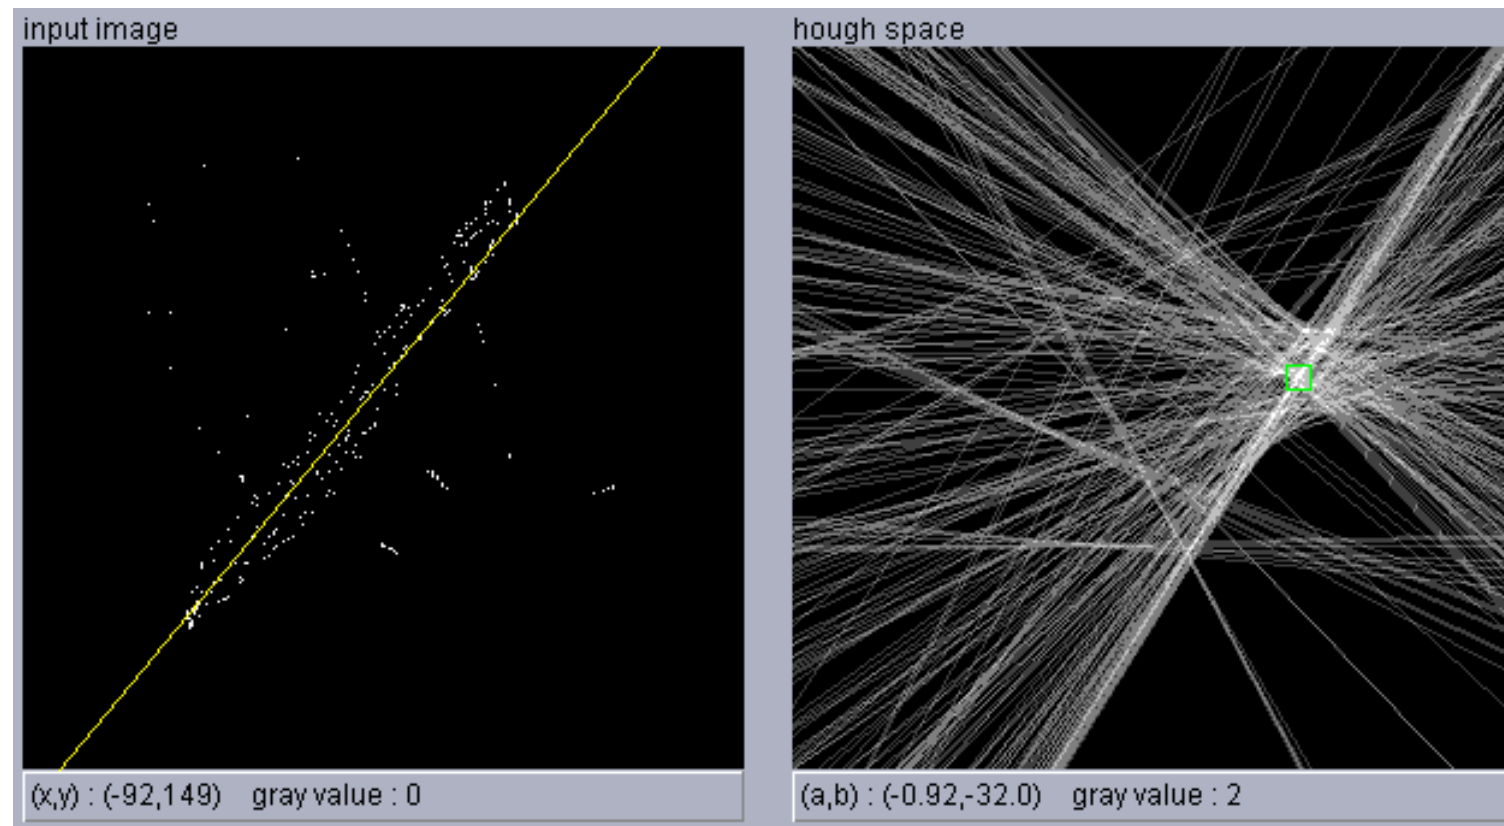 input image
hough space
(x,y) : (-92,149) gray value : 0
(a,b) : (-0.92,-32.0) gray value : 2